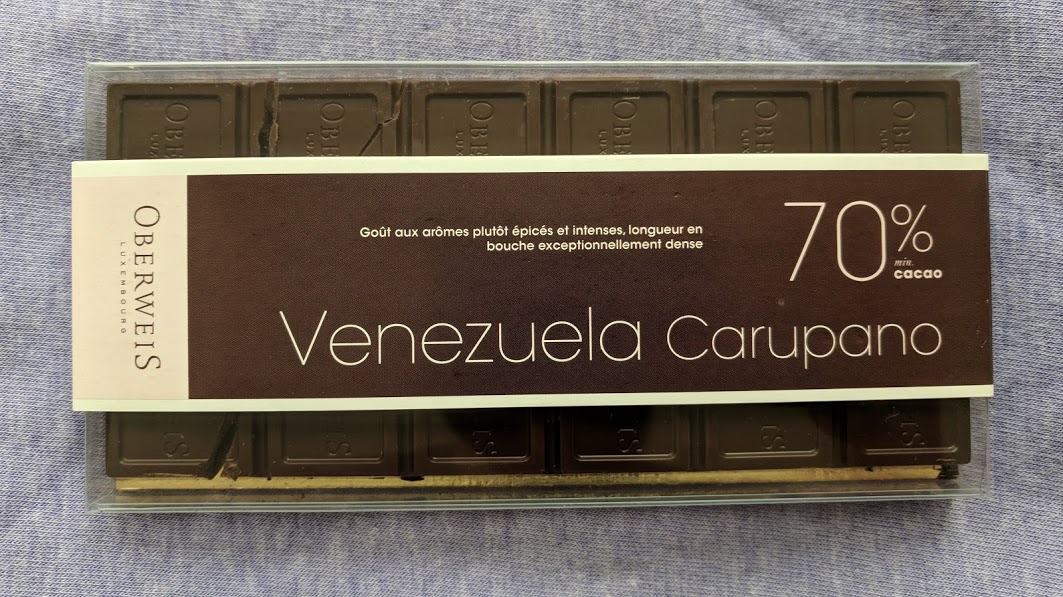 OBERWEIS
LUXEMBOURG
Goût aux arômes plutôt épicés et intenses, longueur en
bouche exceptionnellement dense
70%
min.
cacao
Venezuela Carupano